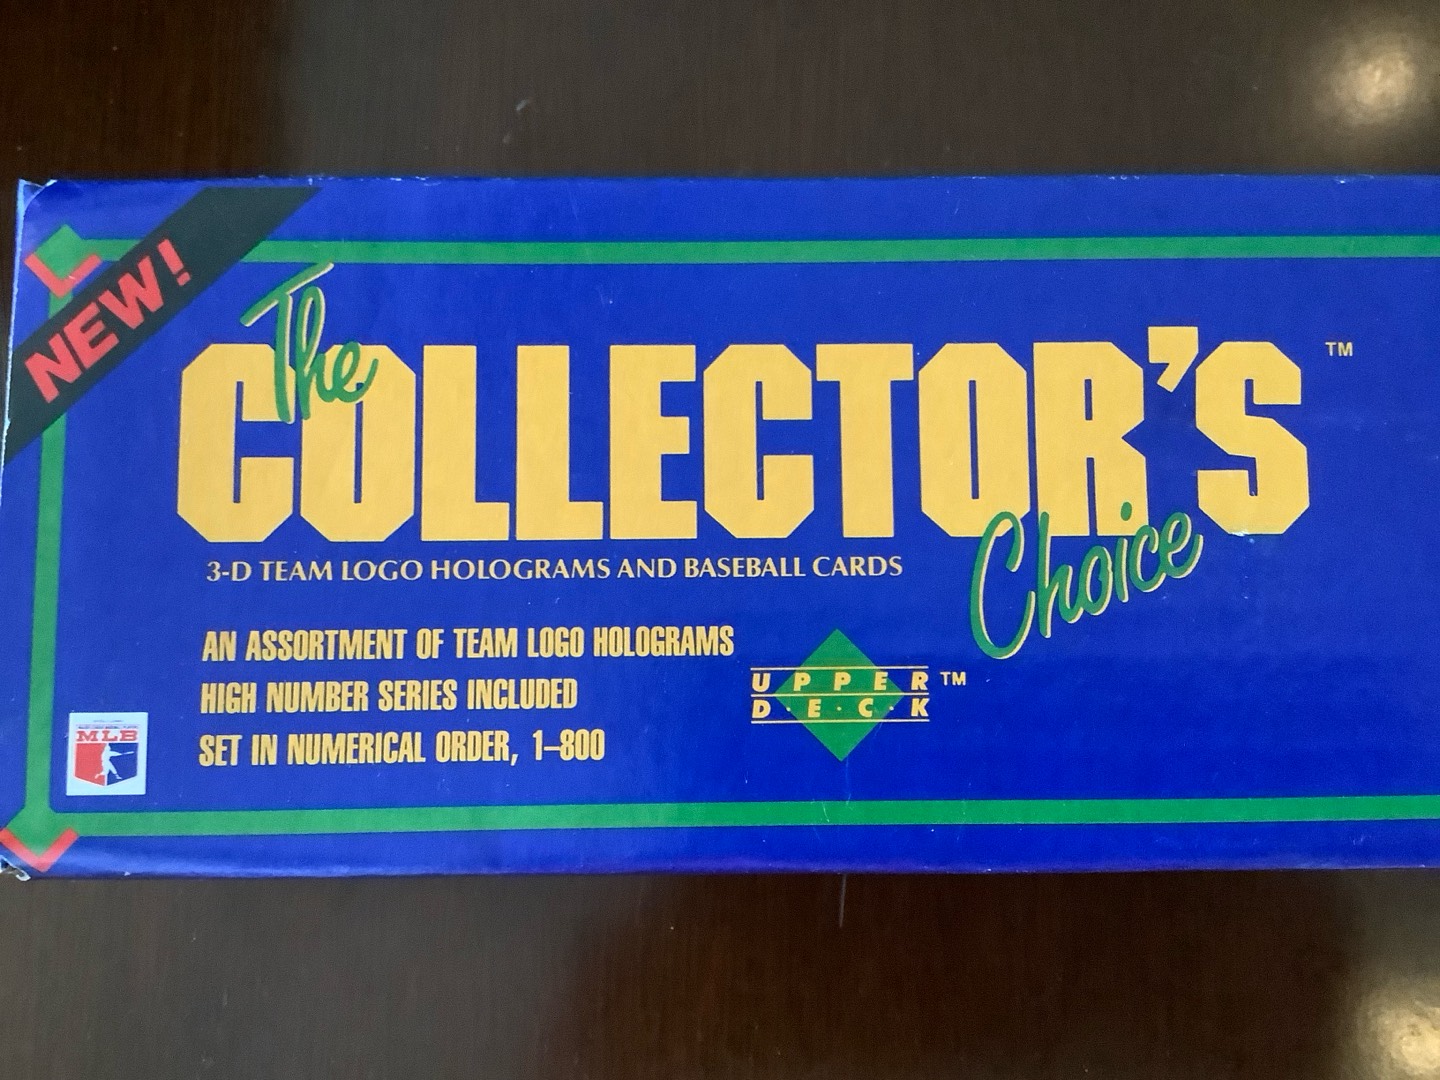 NEW!
The
COLLECTOR'S ™
Choice
3-D TEAM LOGO HOLOGRAMS AND BASEBALL CARDS
AN ASSORTMENT OF TEAM LOGO HOLOGRAMS
HIGH NUMBER SERIES INCLUDED
SET IN NUMERICAL ORDER, 1–800
UPPER ™
D·E·C·K
MLB